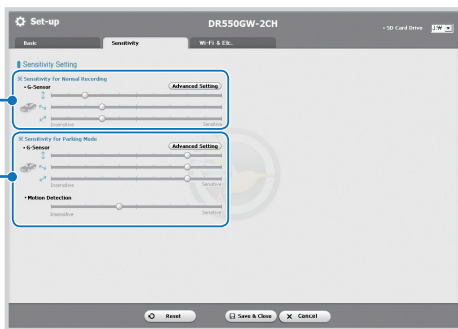 Set-up
DR550GW-2CH
• SD Card Drive
Basic
Sensitivity
Wi-Fi & Etc.
Sensitivity Setting
Sensitivity for Normal Recording
• G-Sensor
Advanced Setting
Insensitive
Sensitive
Sensitivity for Parking Mode
• G-Sensor
Advanced Setting
Insensitive
Sensitive
• Motion Detection
Insensitive
Sensitive
Reset
Save & Close
X Cancel